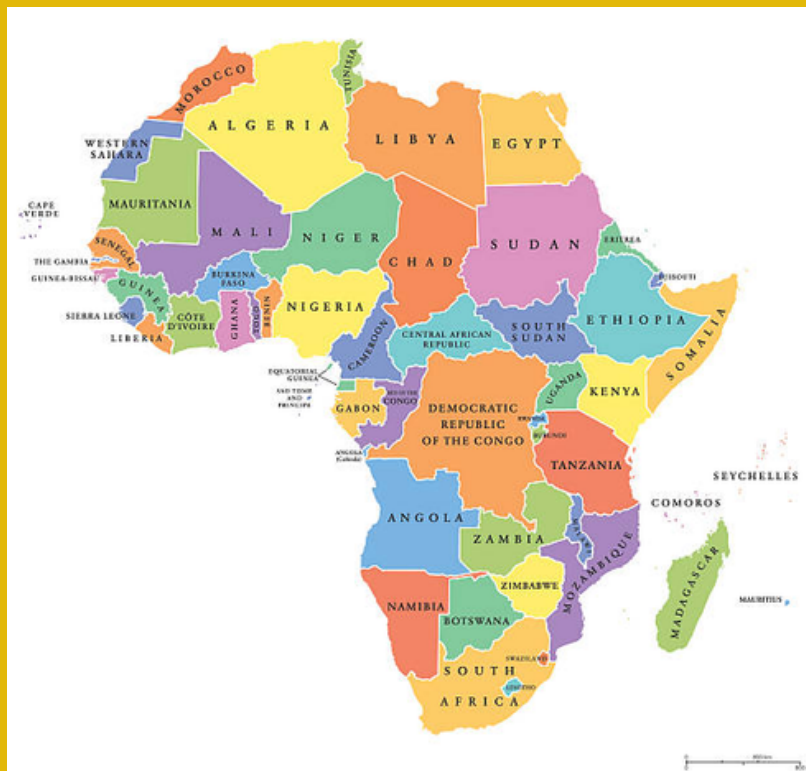 TUNISIA
MOROCCO
ALGERIA
LIBYA
EGYPT
WESTERN
SAHARA
MAURITANIA
CAPE
VERDE
MALI
NIGER
CHAD
SUDAN
ERITREA
SENEGAL
THE GAMBIA
GUINEA-BISSAU
GUINEA
BURKINA
FASO
DJIBOUTI
SIERRA LEONE
CÔTE
D'IVOIRE
GHANA
TOGO
BENIN
NIGERIA
LIBERIA
CAMEROON
CENTRAL AFRICAN
REPUBLIC
SOUTH
SUDAN
ETHIOPIA
SOMALIA
EQUATORIAL
GUINEA
SAO TOME
AND
PRINCIPE
GABON
CONGO
DEMOCRATIC
REPUBLIC
OF THE CONGO
UGANDA
KENYA
RWANDA
BURUNDI
ANGOLA
(Cabinda)
TANZANIA
SEYCHELLES
COMOROS
ANGOLA
ZAMBIA
MALAWI
MOZAMBIQUE
MADAGASCAR
MAURITIUS
NAMIBIA
ZIMBABWE
BOTSWANA
SWAZILAND
SOUTH
AFRICA
LESOTHO